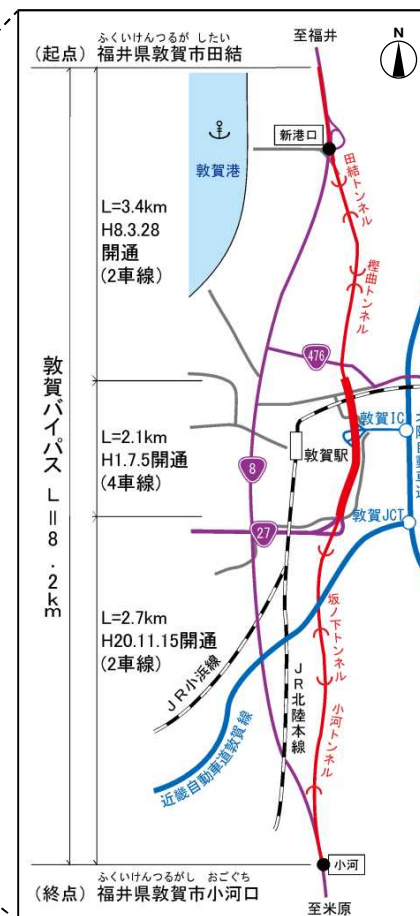 ふくいけんつるが したい
(起点) 福井県敦賀市田結
至福井
N
新港口
敦賀港
田結トンネル
樫曲トンネル
L=3.4km
H8.3.28
開通
(2車線)
476
敦賀バイパス L=8.2km
敦賀IC
北陸自動車道
敦賀駅
L=2.1km
H1.7.5開通
(4車線)
8
27
敦賀JCT
L=2.7km
H20.11.15開通
(2車線)
坂ノ下トンネル
JR小浜線
JR北陸本線
小河トンネル
近畿自動車道敦賀線
小河
ふくいけんつるがし おごぐち
(終点) 福井県敦賀市小河口
至米原